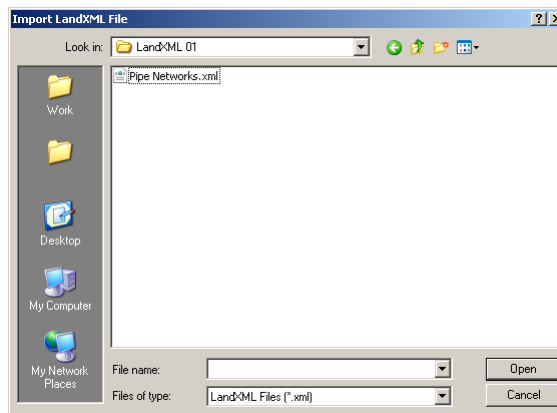 Import LandXML File
Look in:
LandXML 01
Pipe Networks.xml
Work
Desktop
My Computer
My Network
Places
File name:
Open
Files of type:
LandXML Files (*.xml)
Cancel